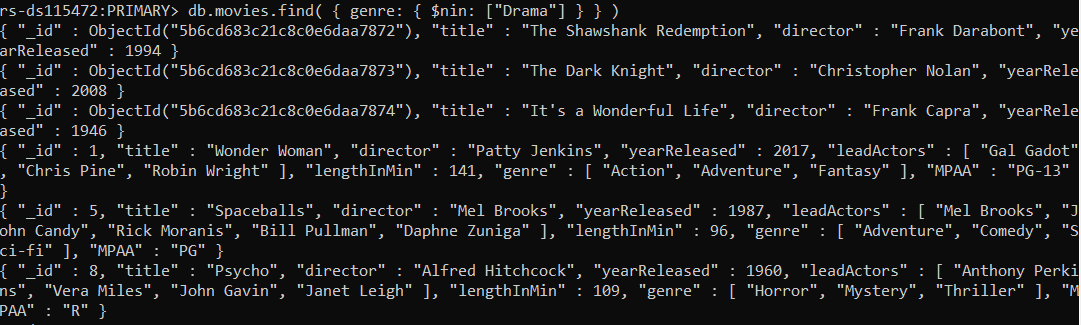 rs-ds115472:PRIMARY> db.movies.find( { genre: { $nin: ["Drama"] } } )
{ "_id" : ObjectId("5b6cd683c21c8c0e6daa7872"), "title" : "The Shawshank Redemption", "director" : "Frank Darabont", "ye
arReleased" : 1994 }
{ "_id" : ObjectId("5b6cd683c21c8c0e6daa7873"), "title" : "The Dark Knight", "director" : "Christopher Nolan", "yearRele
ased" : 2008 }
{ "_id" : ObjectId("5b6cd683c21c8c0e6daa7874"), "title" : "It's a Wonderful Life", "director" : "Frank Capra", "yearRele
ased" : 1946 }
{ "_id" : 1, "title" : "Wonder Woman", "director" : "Patty Jenkins", "yearReleased" : 2017, "leadActors" : [ "Gal Gadot"
, "Chris Pine", "Robin Wright" ], "lengthInMin" : 141, "genre" : [ "Action", "Adventure", "Fantasy" ], "MPAA" : "PG-13"
}
{ "_id" : 5, "title" : "Spaceballs", "director" : "Mel Brooks", "yearReleased" : 1987, "leadActors" : [ "Mel Brooks", "J
ohn Candy", "Rick Moranis", "Bill Pullman", "Daphne Zuniga" ], "lengthInMin" : 96, "genre" : [ "Adventure", "Comedy", "S
ci-fi" ], "MPAA" : "PG" }
{ "_id" : 8, "title" : "Psycho", "director" : "Alfred Hitchcock", "yearReleased" : 1960, "leadActors" : [ "Anthony Perki
ns", "Vera Miles", "John Gavin", "Janet Leigh" ], "lengthInMin" : 109, "genre" : [ "Horror", "Mystery", "Thriller" ], "M
PAA" : "R" }